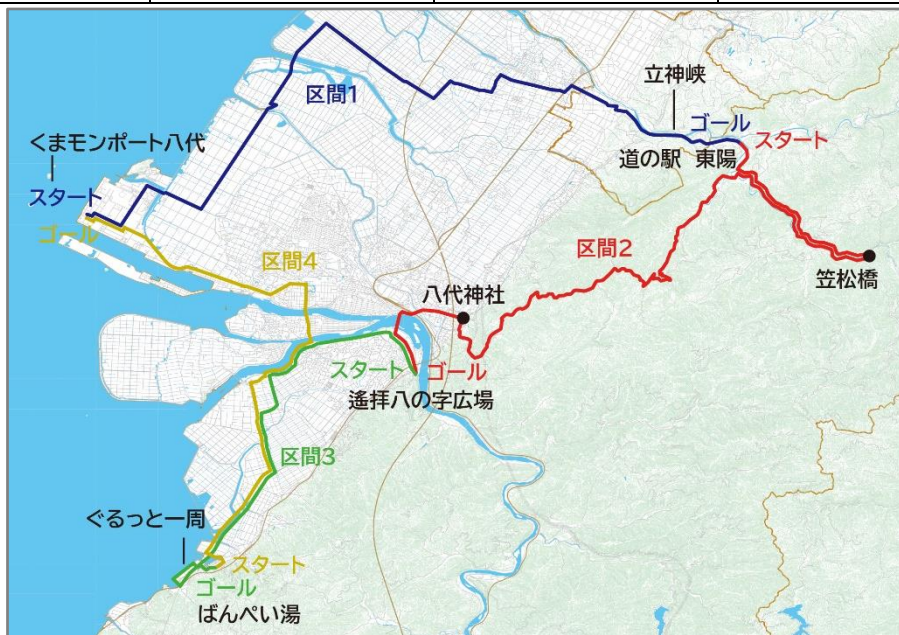 立神峡
区間1
ゴール
スタート
くまモンポート八代
道の駅 東陽
スタート
ゴール
区間4
区間2
笠松橋
八代神社
スタート
ゴール
遙拝八の字広場
区間3
ぐるっと一周
スタート
ゴール
ばんぺい湯